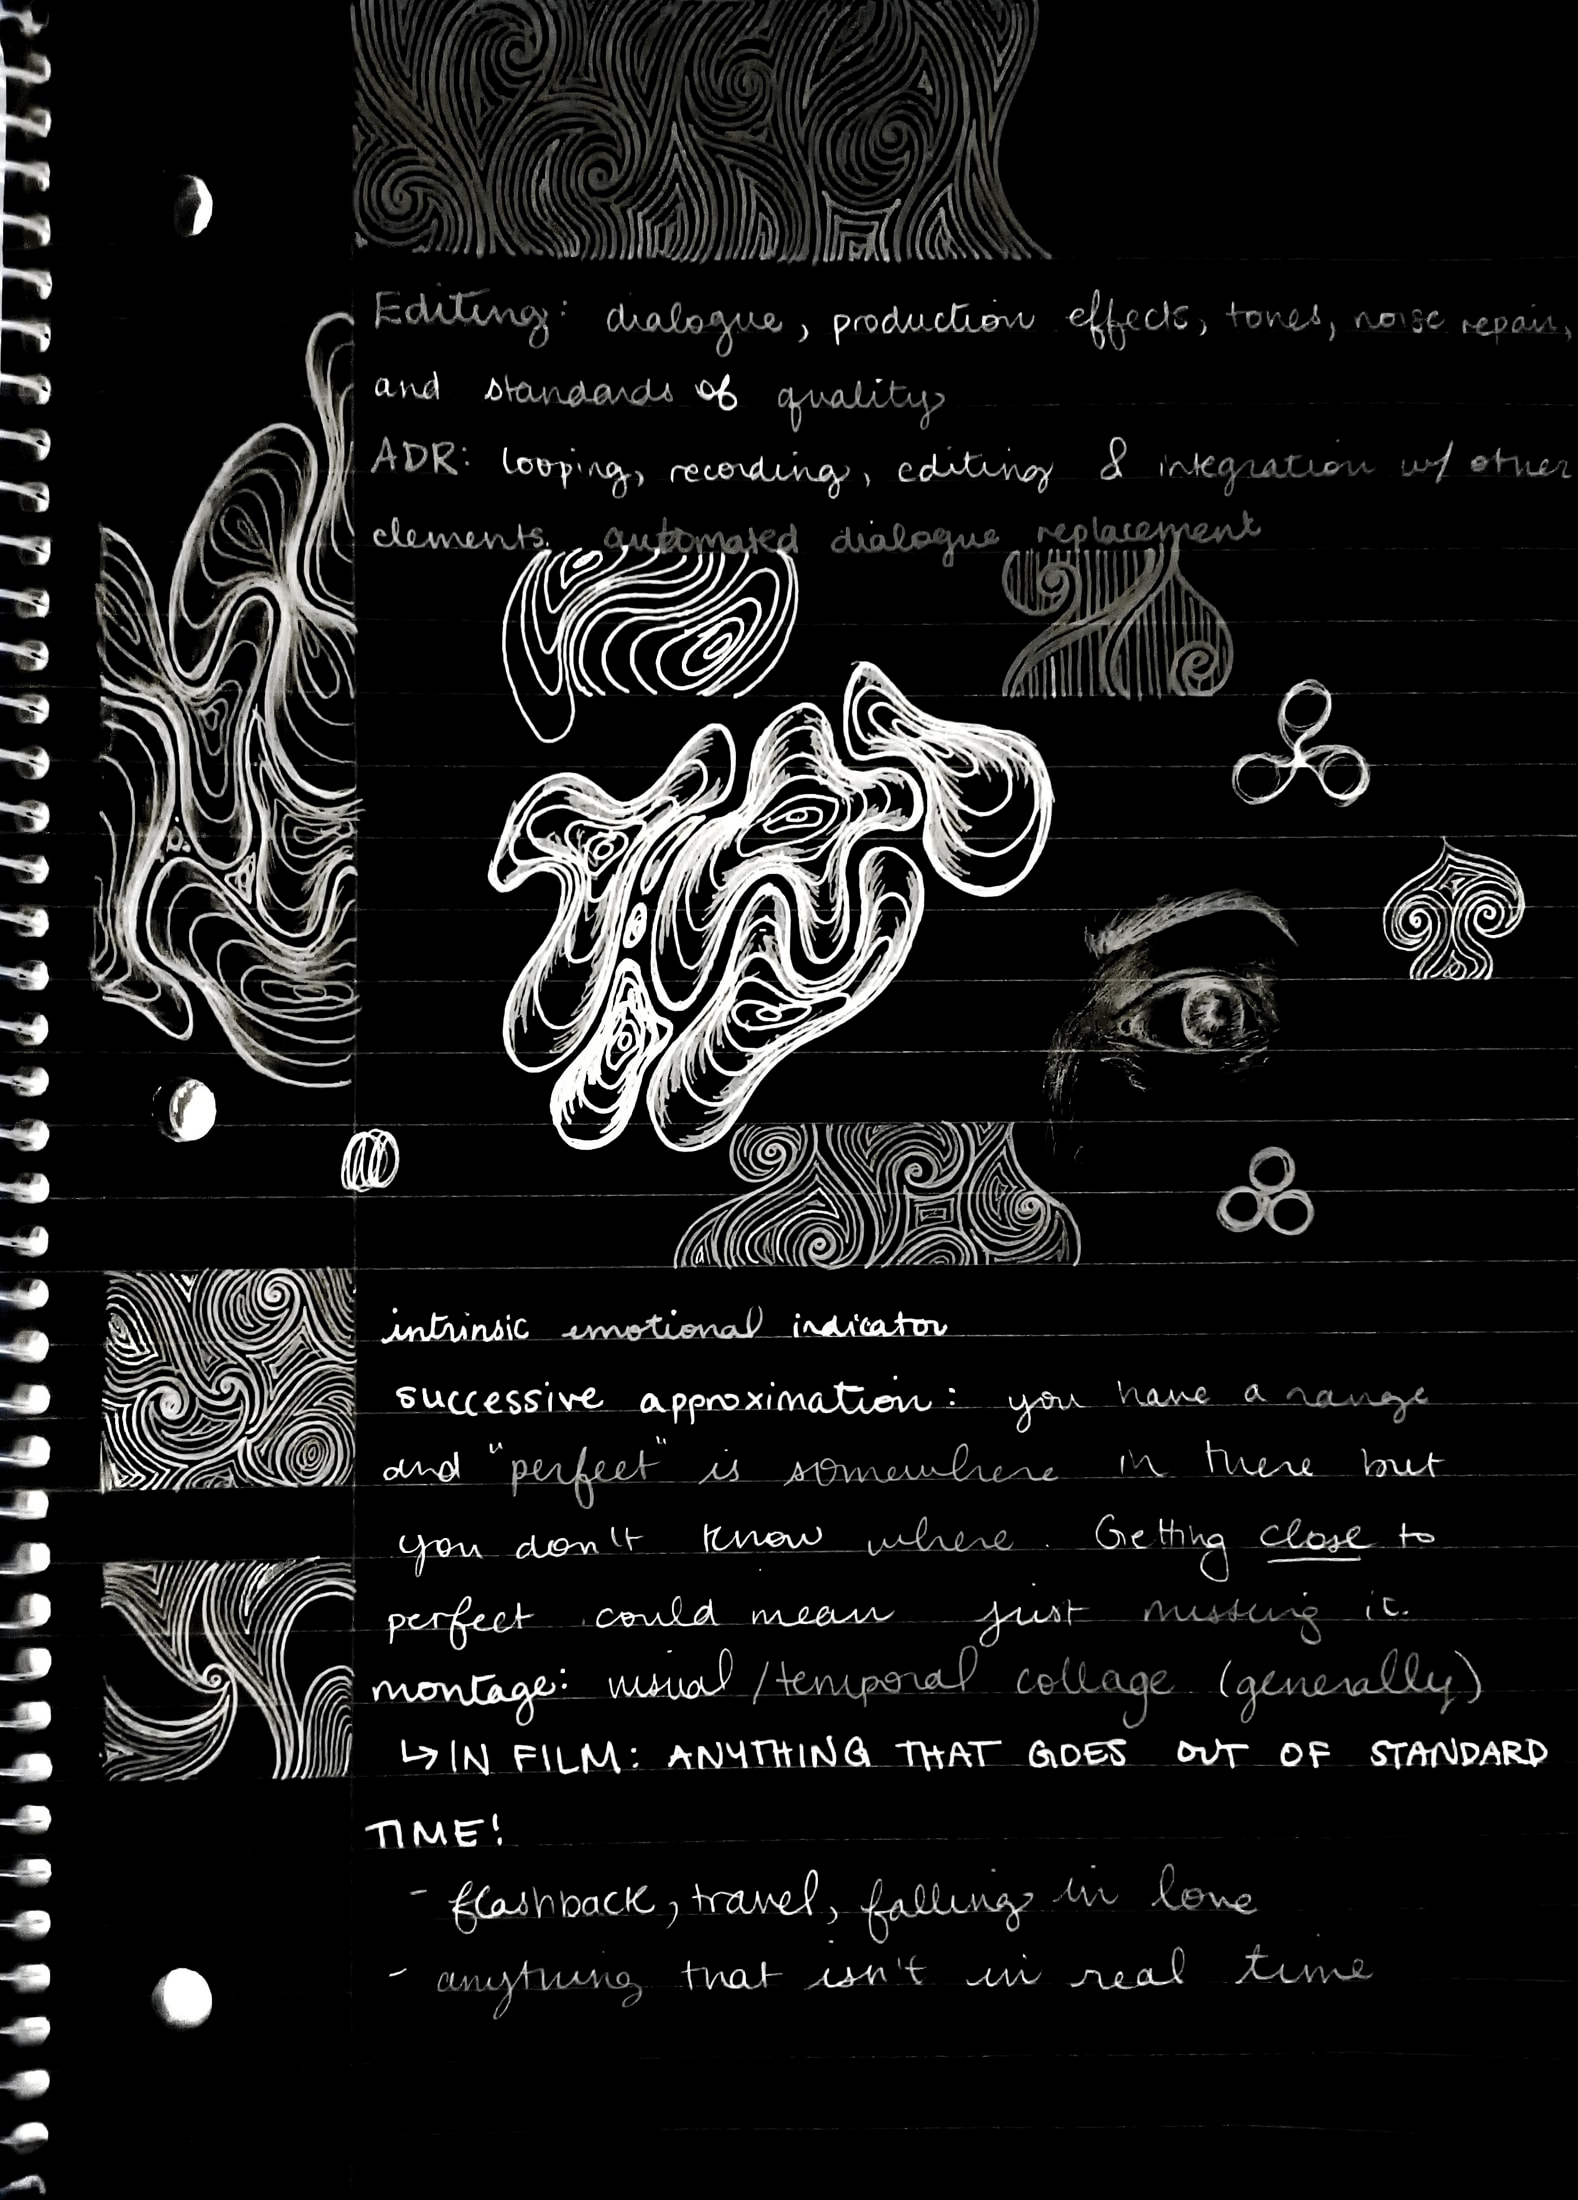 Editing: dialogue, production effects, tones, noise repair,
and standards of quality
ADR: looping, recording, editing & integration w/ other
elements. automated dialogue replacement
intrinsic emotional indicator
successive approximation: you have a range
and "perfect" is somewhere in there but
you don't know where. Getting close to
perfect could mean just missing it.
montage: visual/temporal collage (generally)
↳ IN FILM: ANYTHING THAT GOES OUT OF STANDARD
TIME!
- flashback, travel, falling in love
- anything that isn't in real time